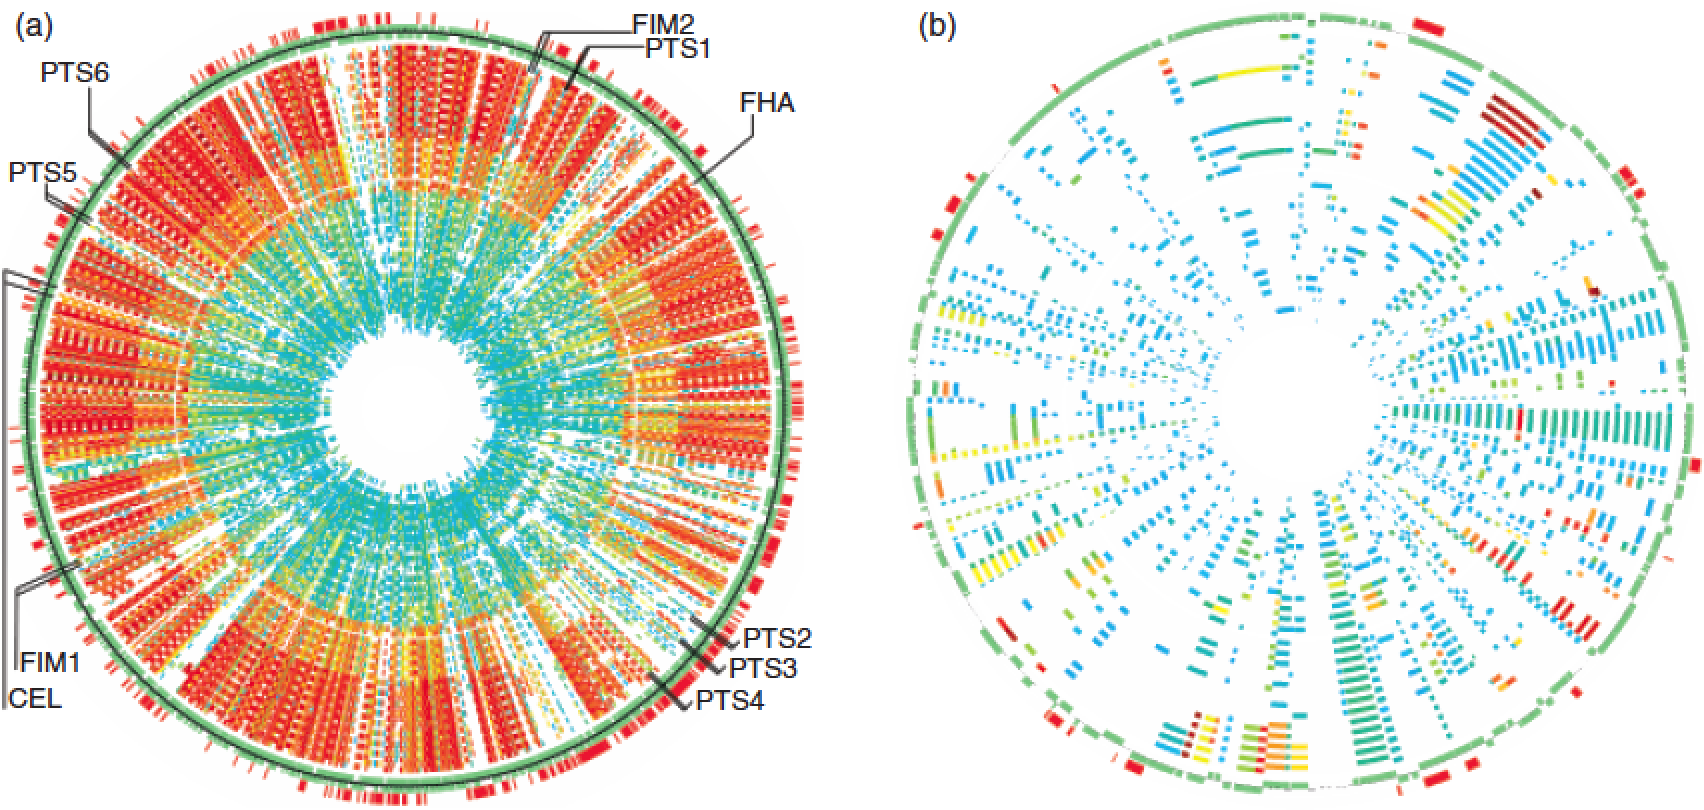 (a)
(b)
FIM2
PTS1
PTS6
FHA
PTS5
PTS2
FIM1
PTS3
CEL
PTS4